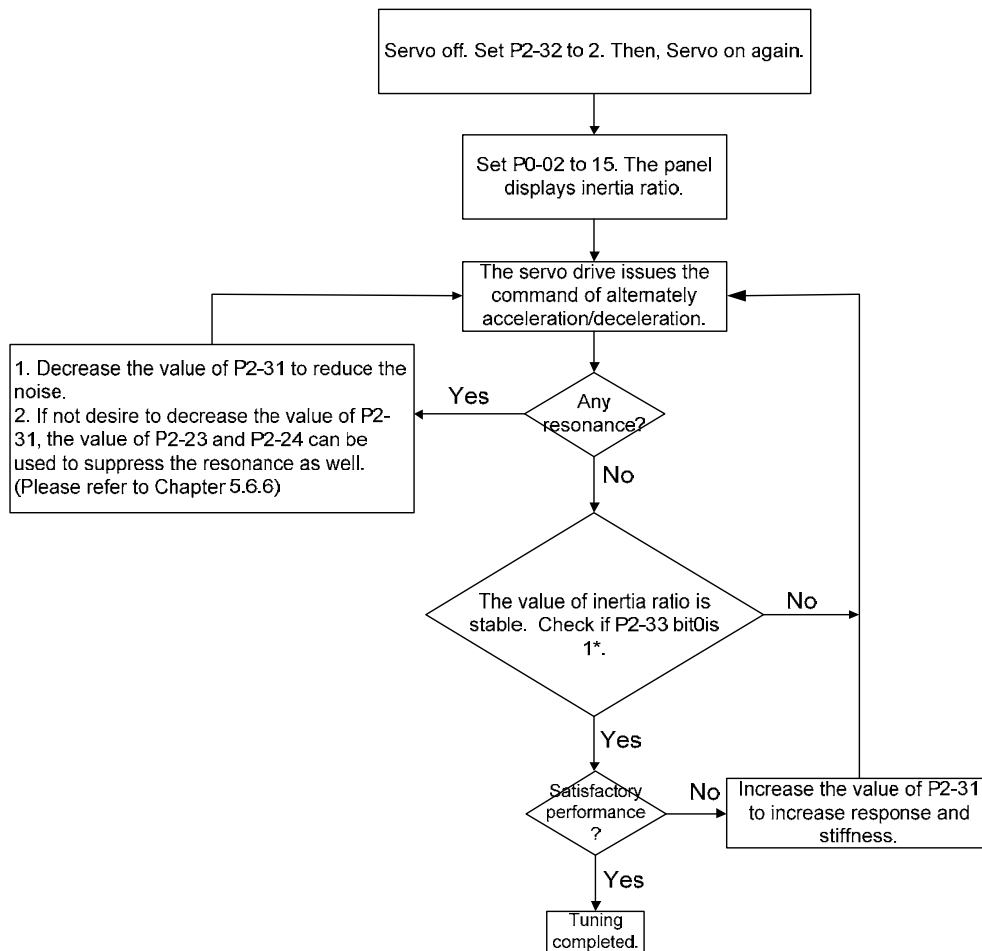 Servo off. Set P2-32 to 2. Then, Servo on again.
Set P0-02 to 15. The panel
displays inertia ratio.
The servo drive issues the
command of alternately
acceleration/deceleration.
1. Decrease the value of P2-31 to reduce the
noise.
2. If not desire to decrease the value of P2-
31, the value of P2-23 and P2-24 can be
used to suppress the resonance as well.
(Please refer to Chapter 5.6.6)
Yes
Any
resonance?
No
The value of inertia ratio is
stable. Check if P2-33 bit0is
1*.
No
Yes
Satisfactory
performance
?
No
Increase the value of P2-31
to increase response and
stiffness.
Yes
Tuning
completed.